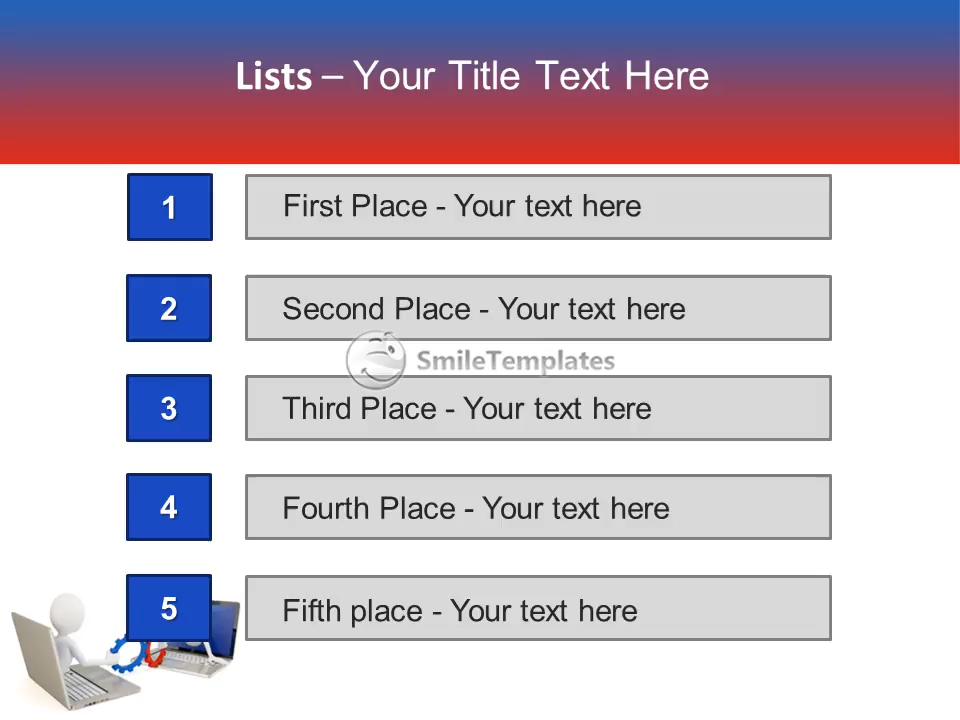 Lists – Your Title Text Here
1 First Place - Your text here
2 Second Place - Your text here
SmileTemplates
3 Third Place - Your text here
4 Fourth Place - Your text here
5 Fifth place - Your text here